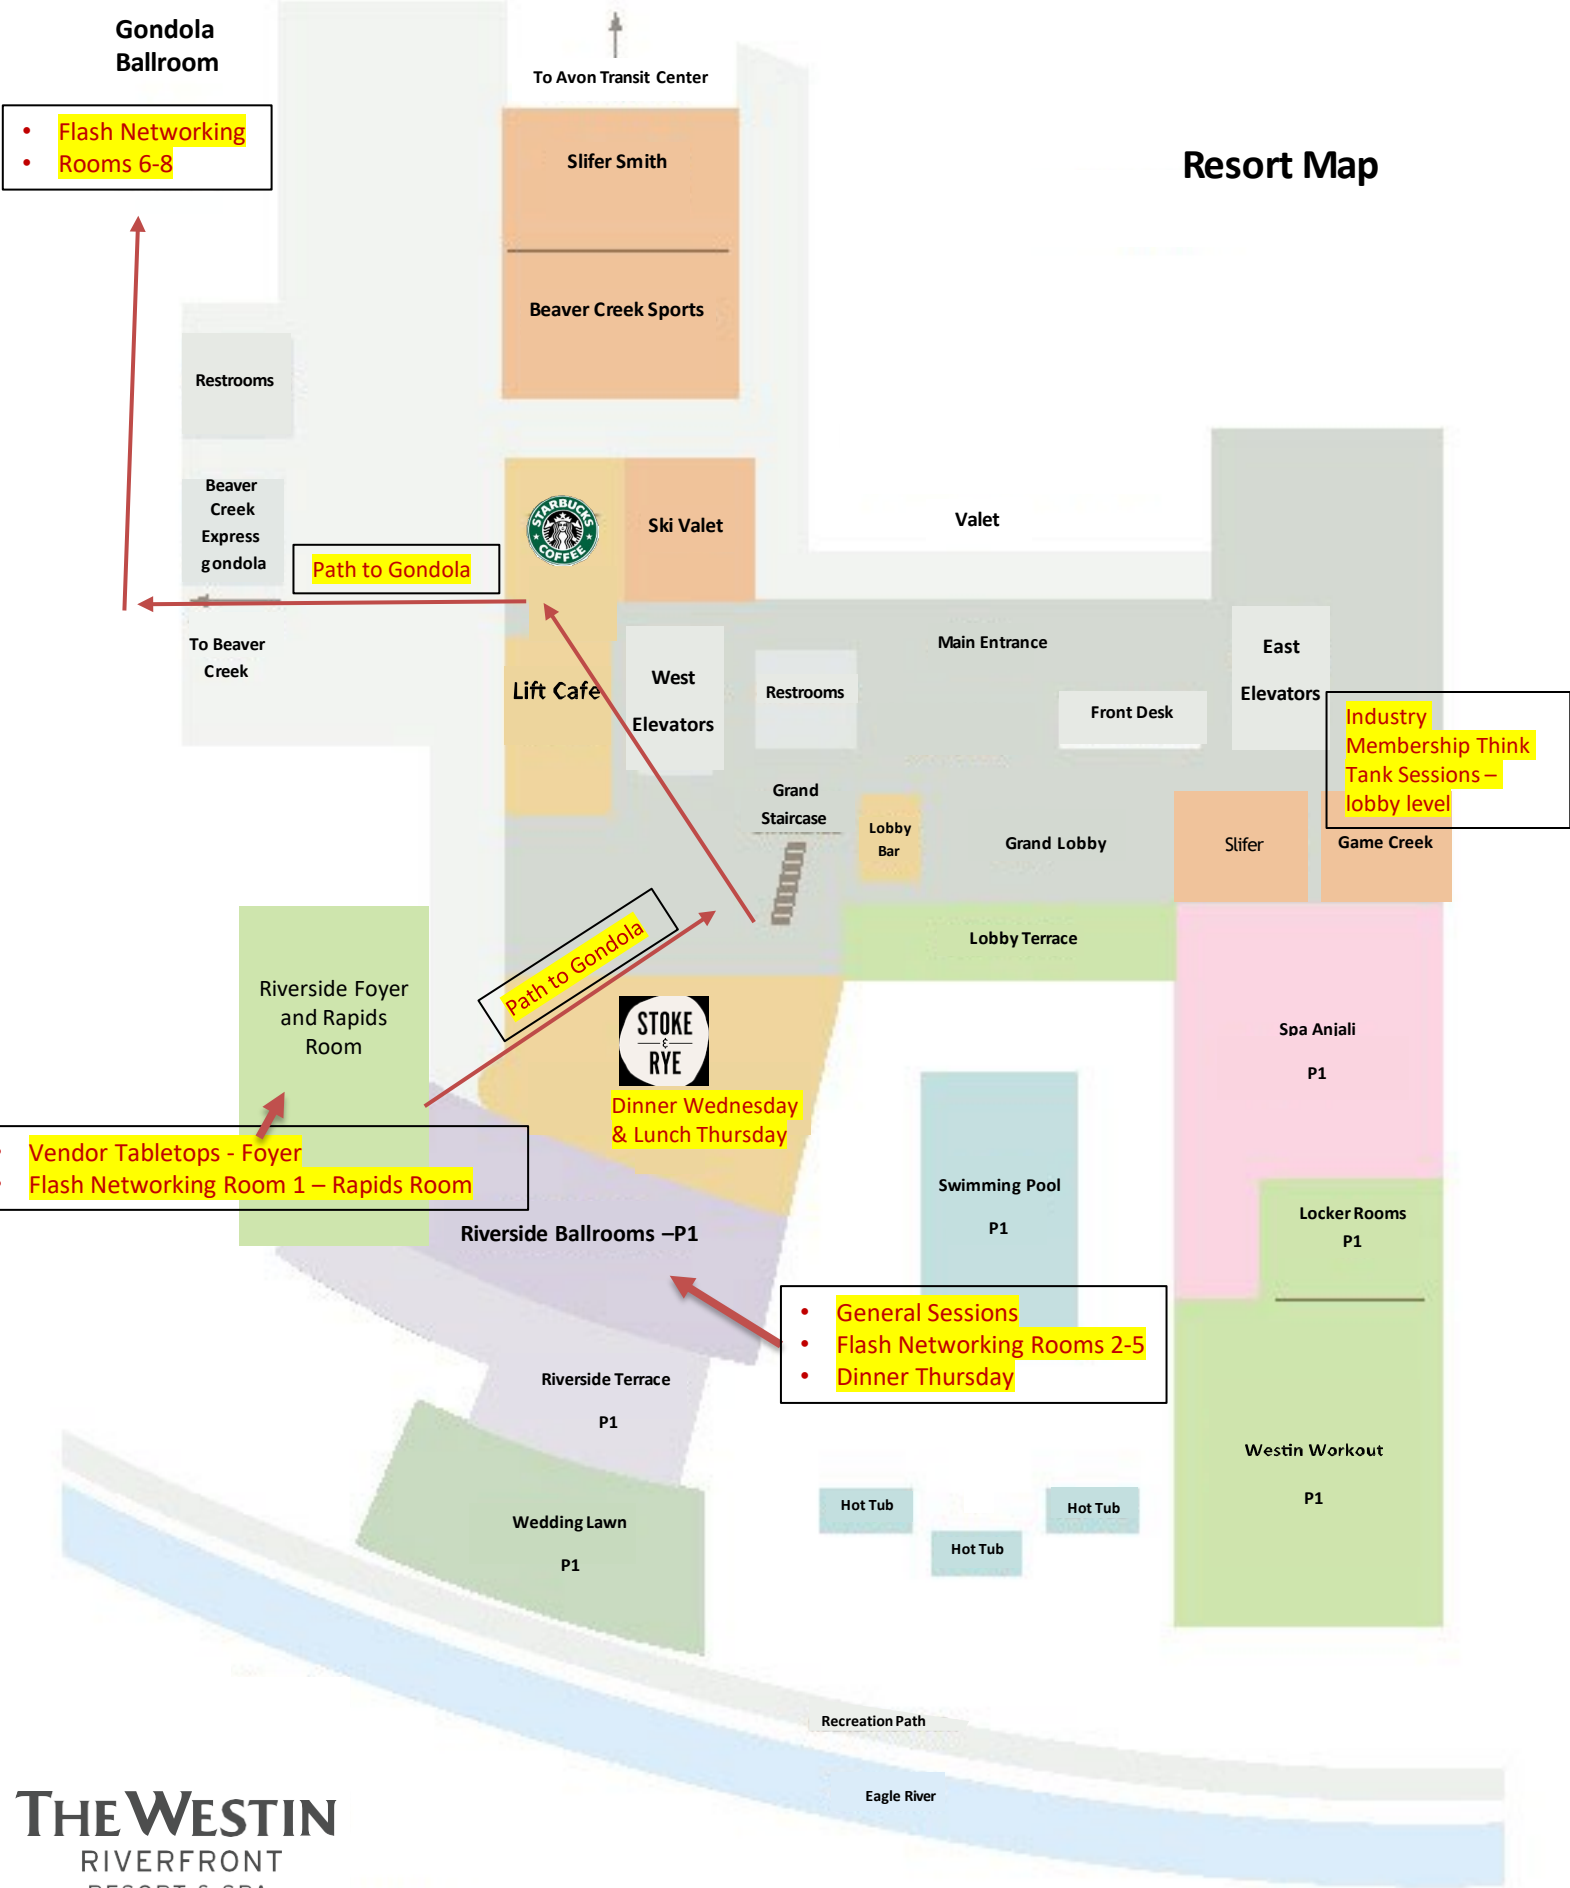 Gondola
Ballroom
• Flash Networking
• Rooms 6-8
To Avon Transit Center
Resort Map
Slifer Smith
Beaver Creek Sports
Restrooms
Beaver
Creek
Express
gondola
Path to Gondola
STARBUCKS
COFFEE
Ski Valet
Valet
To Beaver
Creek
Lift Cafe
West
Elevators
Restrooms
Main Entrance
Front Desk
East
Elevators
Industry
Membership Think
Tank Sessions –
lobby level
Grand
Staircase
Lobby
Bar
Grand Lobby
Slifer
Game Creek
Lobby Terrace
Path to Gondola
Riverside Foyer
and Rapids
Room
STOKE
&
RYE
Dinner Wednesday
& Lunch Thursday
Spa Anjali
P1
• Vendor Tabletops - Foyer
• Flash Networking Room 1 – Rapids Room
Swimming Pool
P1
Locker Rooms
P1
Riverside Ballrooms –P1
• General Sessions
• Flash Networking Rooms 2-5
• Dinner Thursday
Riverside Terrace
P1
Westin Workout
P1
Hot Tub
Hot Tub
Hot Tub
Wedding Lawn
P1
Recreation Path
Eagle River
THE WESTIN
RIVERFRONT
RESORT & SPA